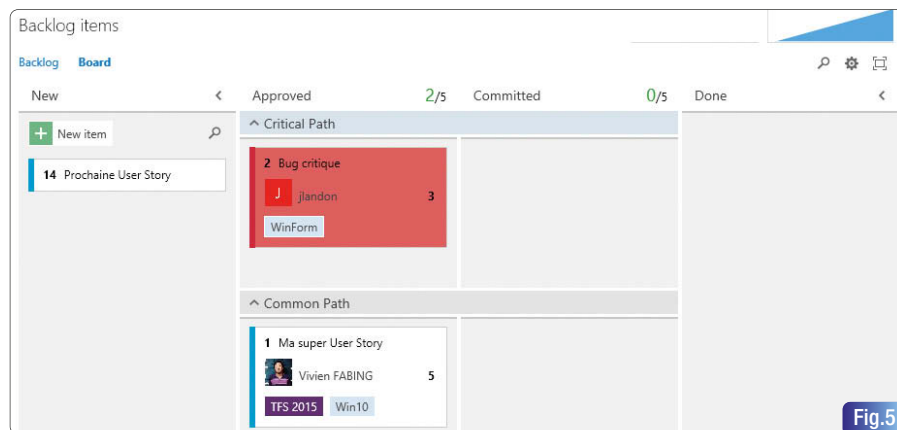 Backlog items
Backlog Board
New Approved 2/5 Committed 0/5 Done
Critical Path
New item
2 Bug critique
14 Prochaine User Story
J jlandon 3
WinForm
Common Path
1 Ma super User Story
Vivien FABING 5
TFS 2015 Win10
Fig.5